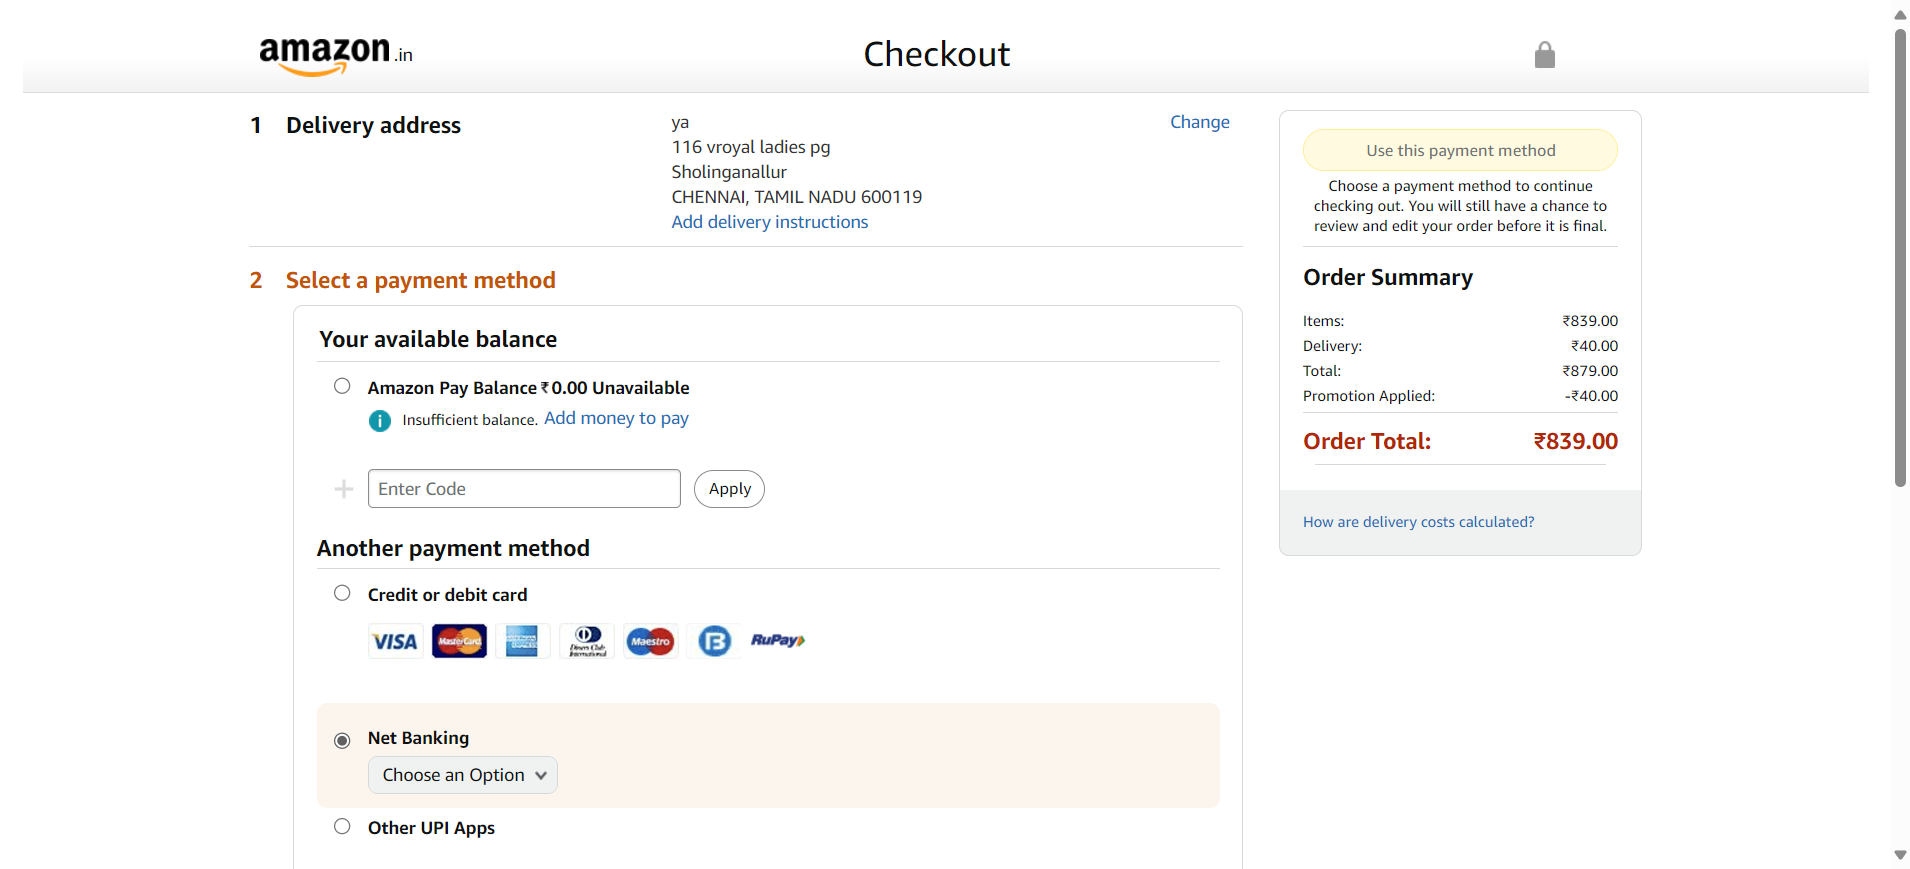 amazon.in
Checkout
1 Delivery address
ya
116 vroyal ladies pg
Sholinganallur
CHENNAI, TAMIL NADU 600119
Add delivery instructions
Change
2 Select a payment method
Your available balance
Amazon Pay Balance ₹0.00 Unavailable
i Insufficient balance. Add money to pay
Enter Code Apply
Another payment method
Credit or debit card
VISA MasterCard AMERICAN EXPRESS Diners Club International Maestro B RuPay
Net Banking
Choose an Option
Other UPI Apps
Use this payment method
Choose a payment method to continue
checking out. You will still have a chance to
review and edit your order before it is final.
Order Summary
Items: ₹839.00
Delivery: ₹40.00
Total: ₹879.00
Promotion Applied: -₹40.00
Order Total: ₹839.00
How are delivery costs calculated?